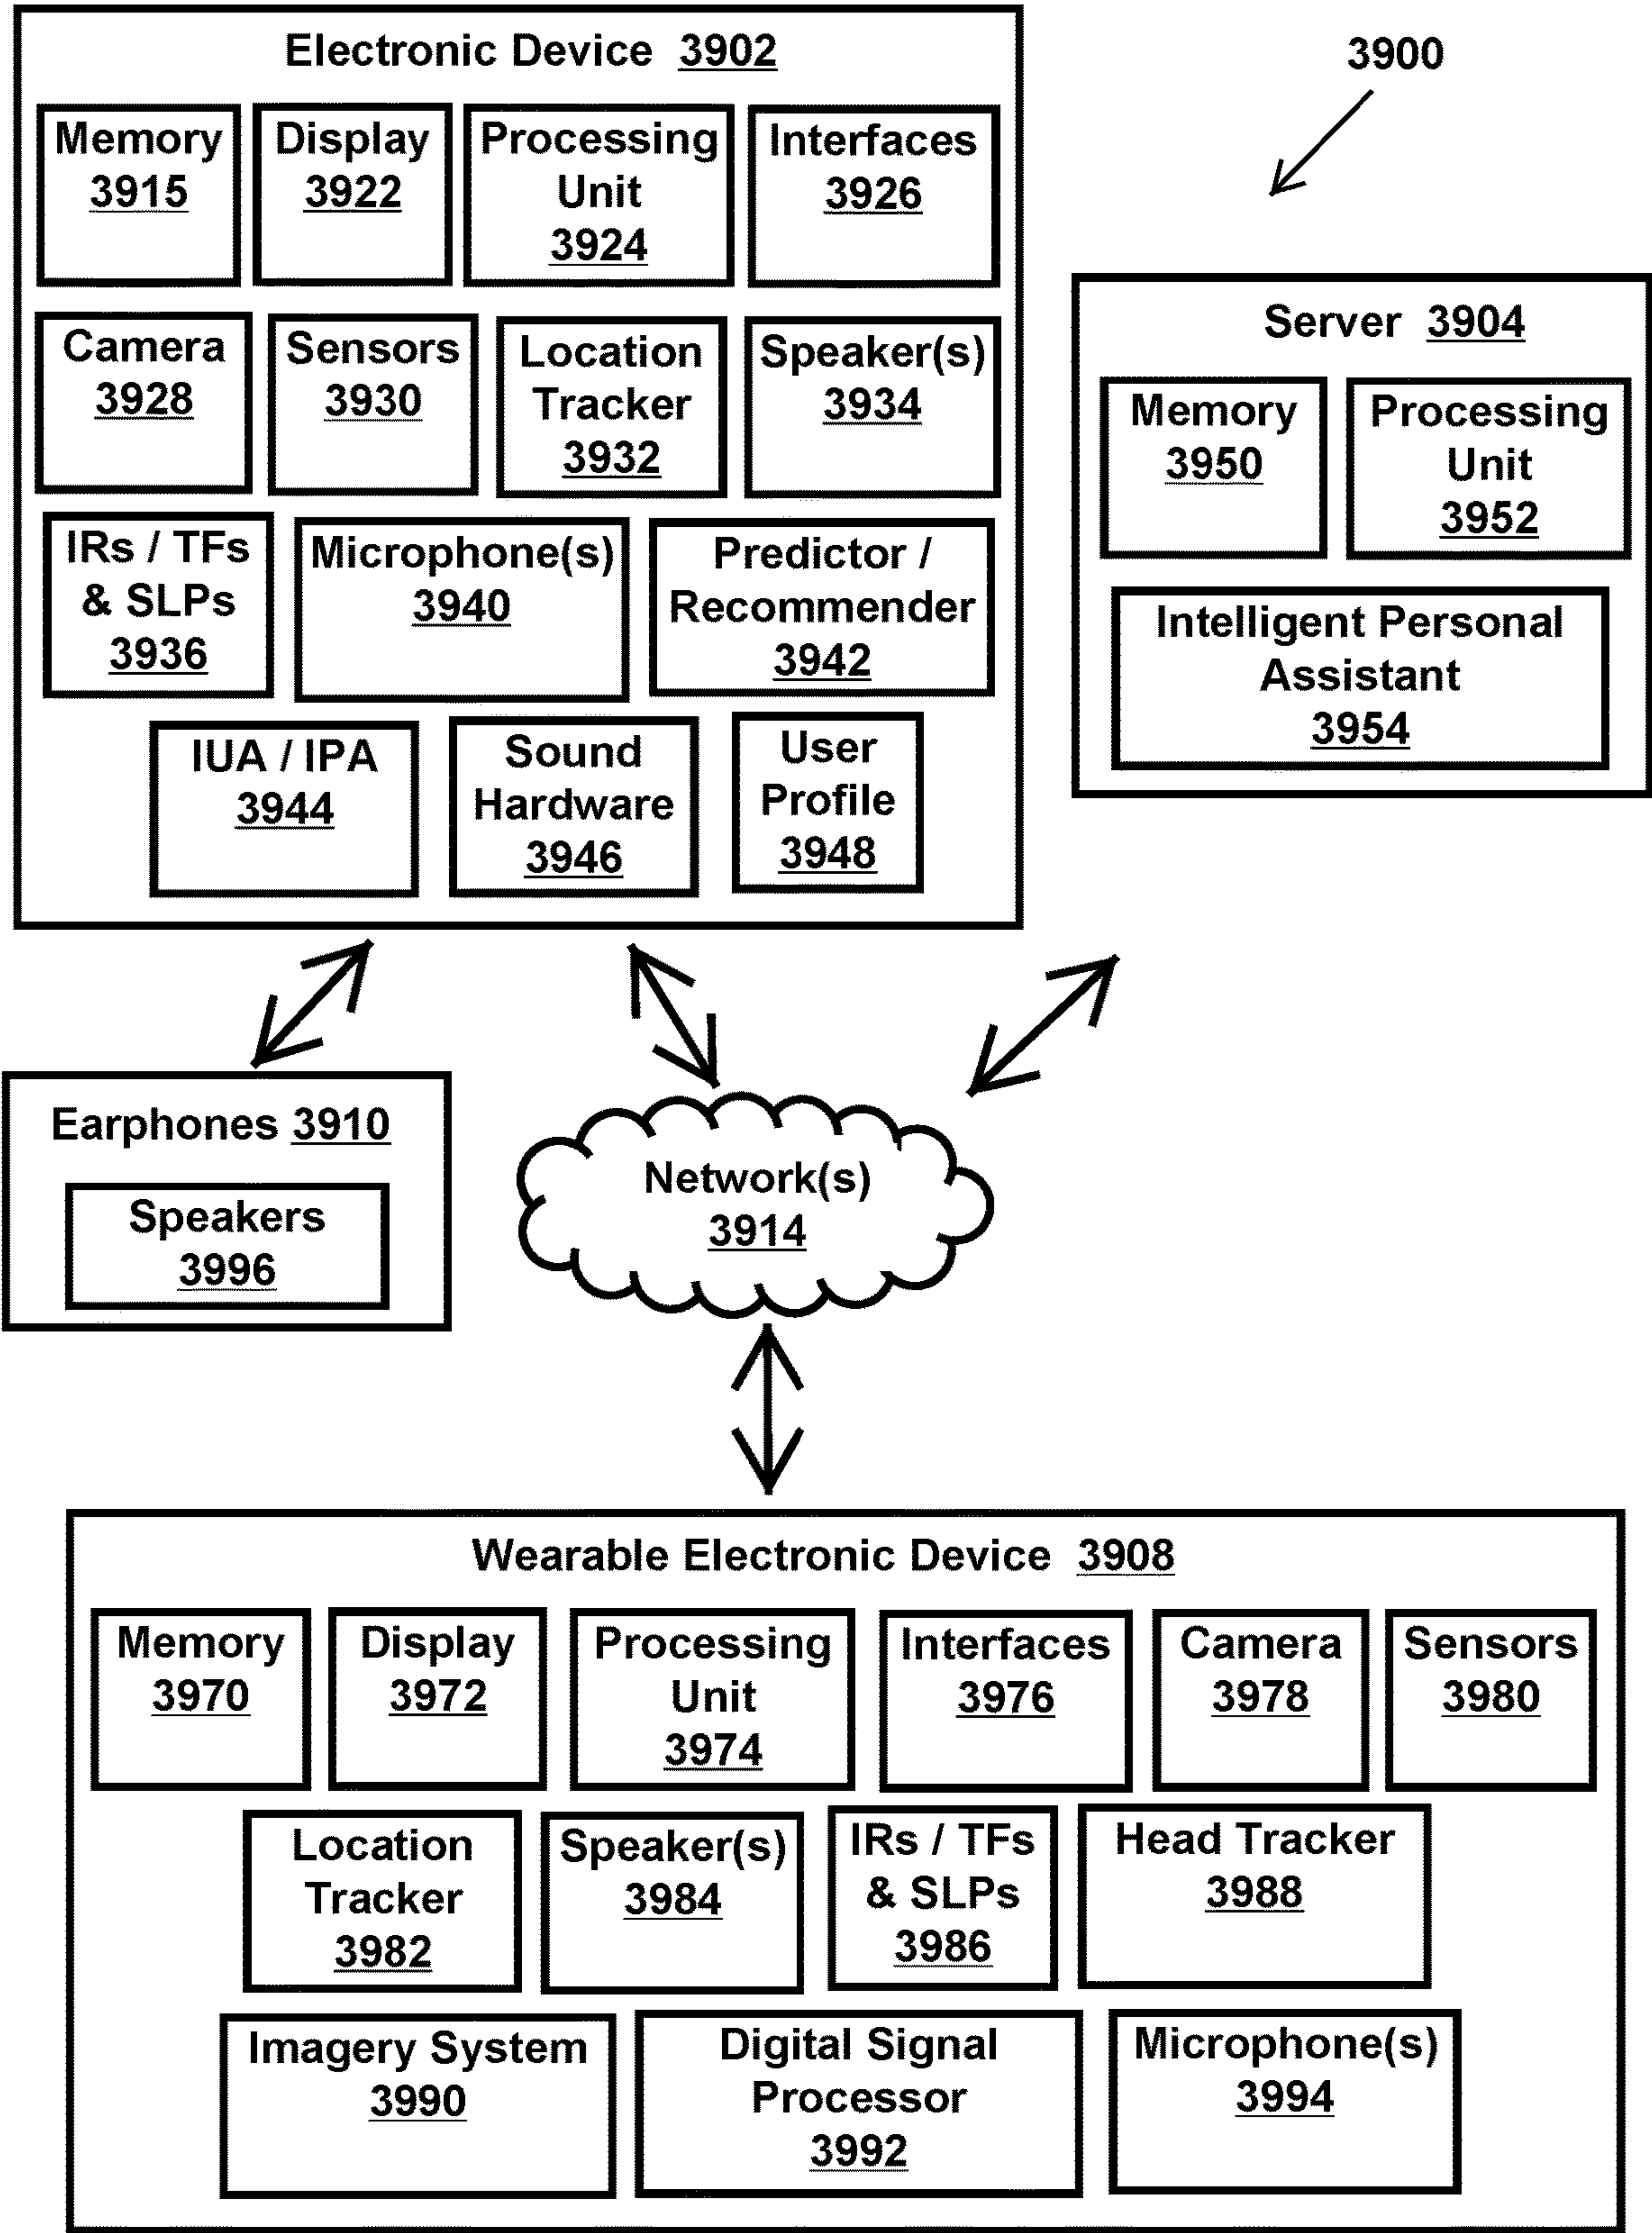 Electronic Device 3902
3900
Memory
3915
Display
3922
Processing
Unit
3924
Interfaces
3926
Camera
3928
Sensors
3930
Location
Tracker
3932
Speaker(s)
3934
IRs / TFs
& SLPs
3936
Microphone(s)
3940
Predictor /
Recommender
3942
IUA / IPA
3944
Sound
Hardware
3946
User
Profile
3948
Server 3904
Memory
3950
Processing
Unit
3952
Intelligent Personal
Assistant
3954
Earphones 3910
Speakers
3996
Network(s)
3914
Wearable Electronic Device 3908
Memory
3970
Display
3972
Processing
Unit
3974
Interfaces
3976
Camera
3978
Sensors
3980
Location
Tracker
3982
Speaker(s)
3984
IRs / TFs
& SLPs
3986
Head Tracker
3988
Imagery System
3990
Digital Signal
Processor
3992
Microphone(s)
3994